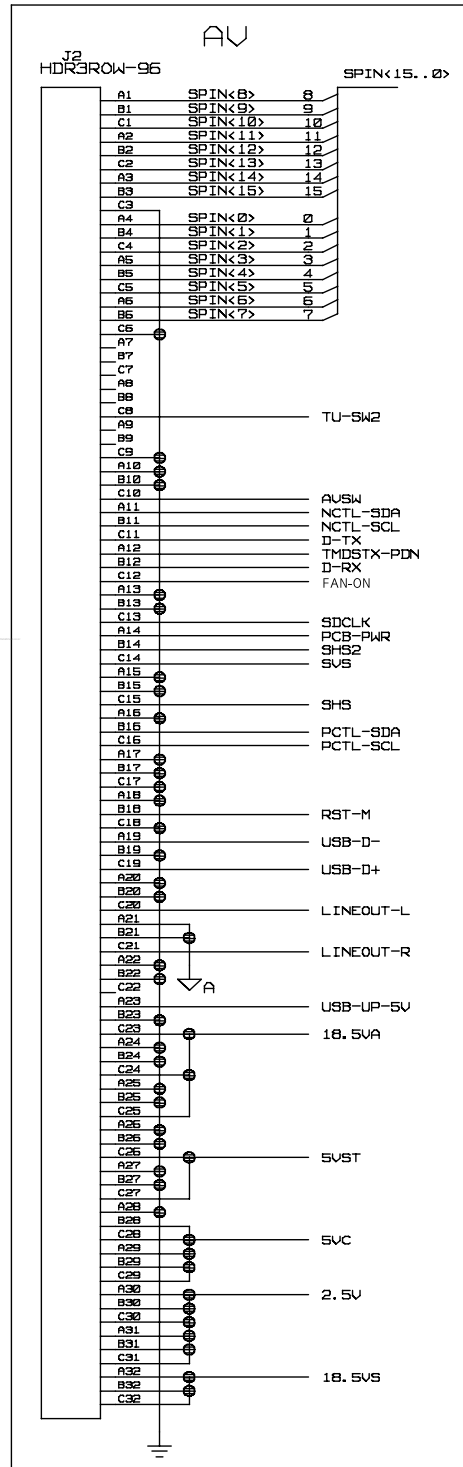 AV
J2
HDR3ROW-96
SPIN<15..0>
A1 SPIN<8> 8
B1 SPIN<9> 9
C1 SPIN<10> 10
A2 SPIN<11> 11
B2 SPIN<12> 12
C2 SPIN<13> 13
A3 SPIN<14> 14
B3 SPIN<15> 15
C3
A4 SPIN<0> 0
B4 SPIN<1> 1
C4 SPIN<2> 2
A5 SPIN<3> 3
B5 SPIN<4> 4
C5 SPIN<5> 5
A6 SPIN<6> 6
B6 SPIN<7> 7
C6
A7
B7
C7
A8
B8
C8 TU-SW2
A9
B9
C9
A10
B10
C10 AVSW
A11 NCTL-SDA
B11 NCTL-SCL
C11 D-TX
A12 TMDSTX-PDN
B12 D-RX
C12 FAN-ON
A13
B13
C13 SDCLK
A14 PCB-PWR
B14 SHS2
C14 SVS
A15
B15
C15 SHS
A16
B16 PCTL-SDA
C16 PCTL-SCL
A17
B17
C17
A18
B18 RST-M
C18
A19 USB-D-
B19
C19 USB-D+
A20
B20
C20 LINEOUT-L
A21
B21
C21 LINEOUT-R
A22
B22
A
C22
A23 USB-UP-5V
B23
C23 18.5VA
A24
B24
C24
A25
B25
C25
A26
B26
C26 5VST
A27
B27
C27
A28
B28
C28 5VC
A29
B29
C29
A30 2.5V
B30
C30
A31
B31
C31
A32 18.5VS
B32
C32